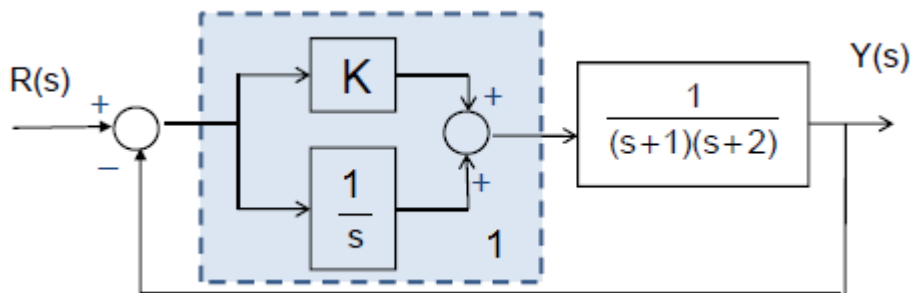 R(s)
+
−
K
1
s
+
+
1
1
(s+1)(s+2)
Y(s)